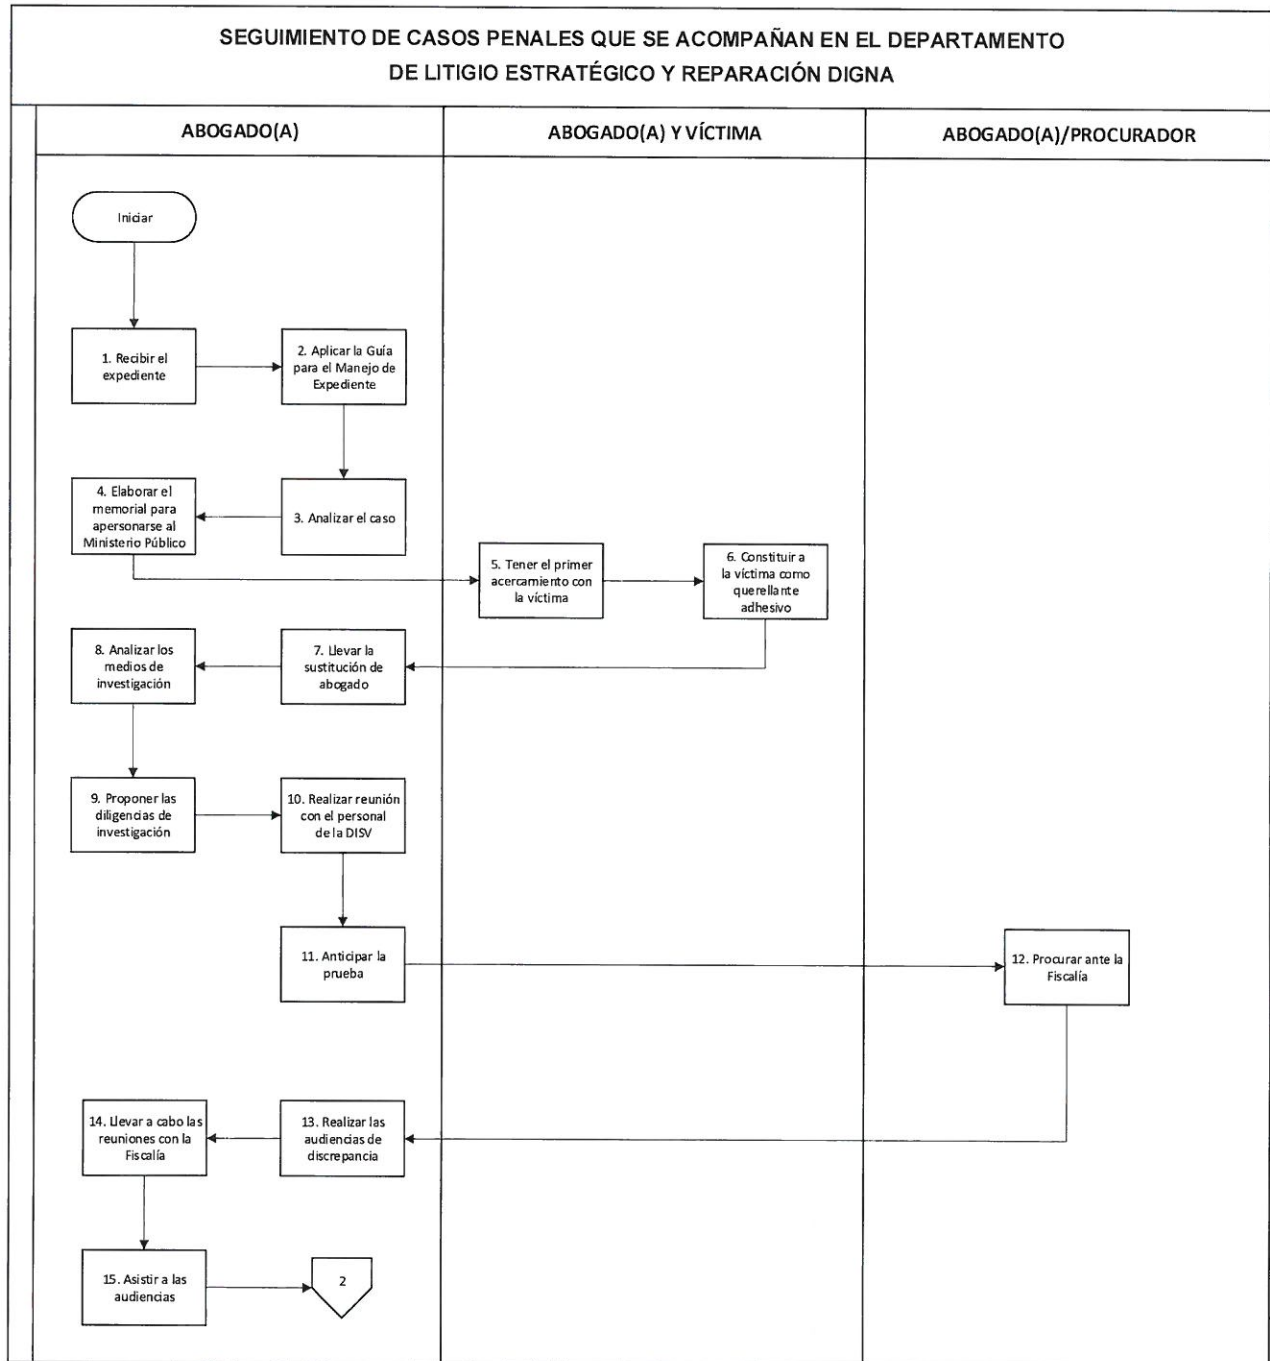 SEGUIMIENTO DE CASOS PENALES QUE SE ACOMPAÑAN EN EL DEPARTAMENTO
DE LITIGIO ESTRATÉGICO Y REPARACIÓN DIGNA
ABOGADO(A)
ABOGADO(A) Y VÍCTIMA
ABOGADO(A)/PROCURADOR
Iniciar
1. Recibir el
expediente
2. Aplicar la Guía
para el Manejo de
Expediente
3. Analizar el caso
4. Elaborar el
memorial para
apersonarse al
Ministerio Público
5. Tener el primer
acercamiento con
la víctima
6. Constituir a
la víctima como
querellante
adhesivo
7. Llevar la
sustitución de
abogado
8. Analizar los
medios de
investigación
9. Proponer las
diligencias de
investigación
10. Realizar reunión
con el personal
de la DISV
11. Anticipar la
prueba
12. Procurar ante la
Fiscalía
13. Realizar las
audiencias de
discrepancia
14. Llevar a cabo las
reuniones con la
Fiscalía
15. Asistir a las
audiencias
2